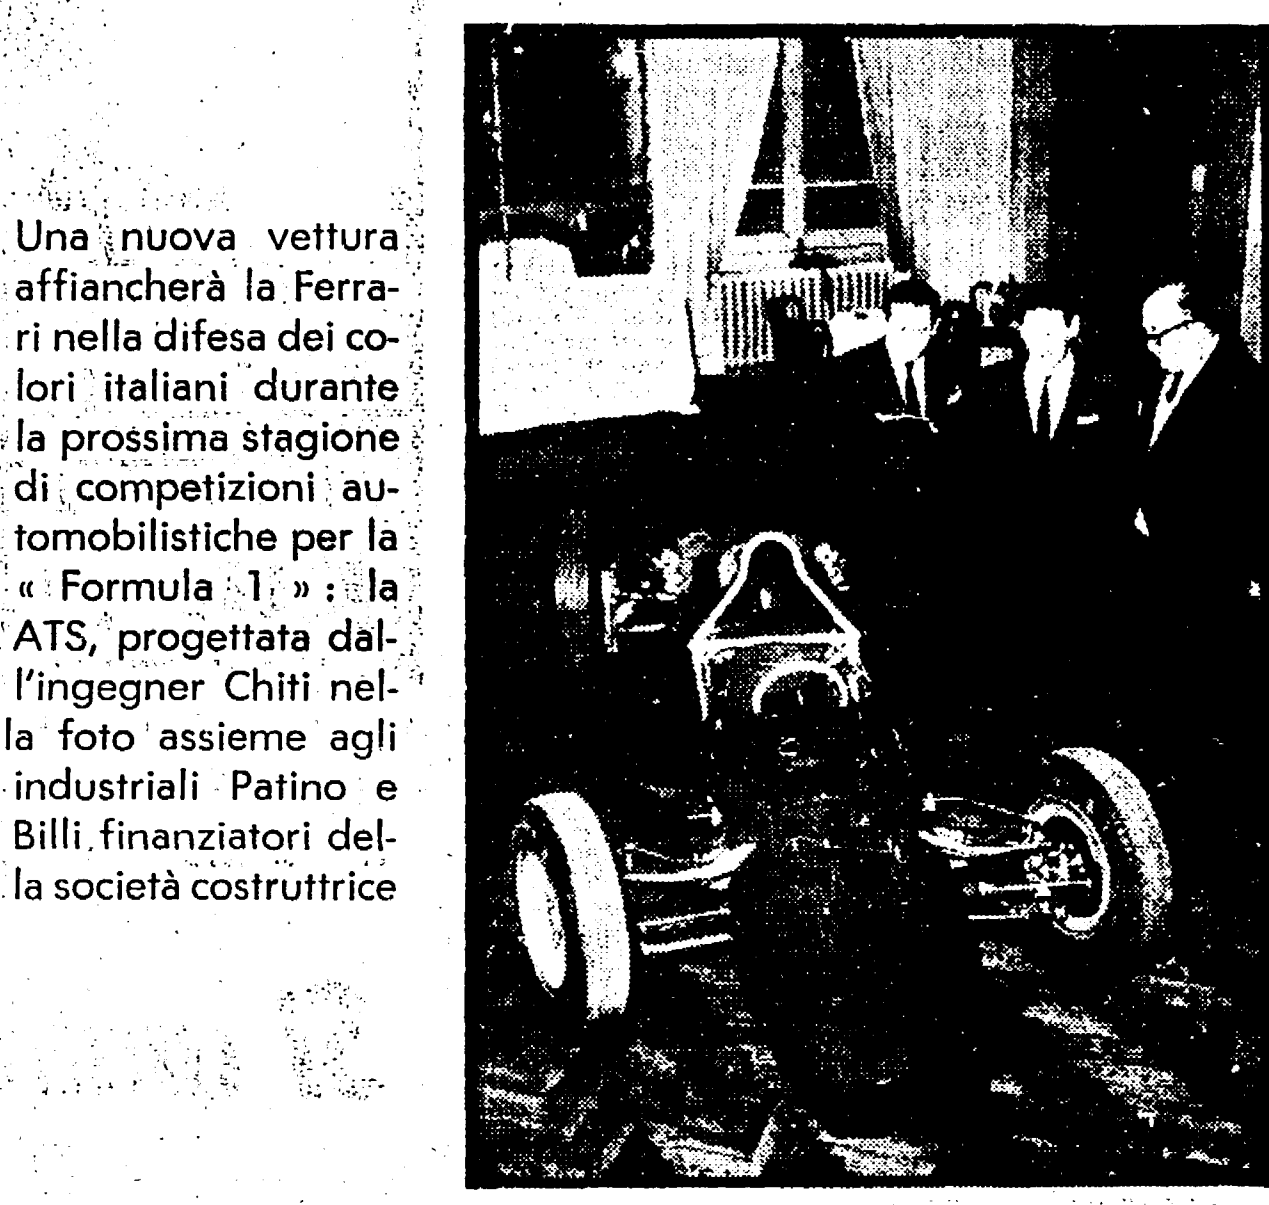 Una nuova vettura
affiancherà la Ferra-
ri nella difesa dei co-
lori italiani durante
la prossima stagione
di competizioni au-
tomobilistiche per la
« Formula 1 » : la
ATS, progettata dal-
l'ingegner Chiti nel-
la foto assieme agli
industriali Patino e
Billi finanziatori del-
la società costruttrice